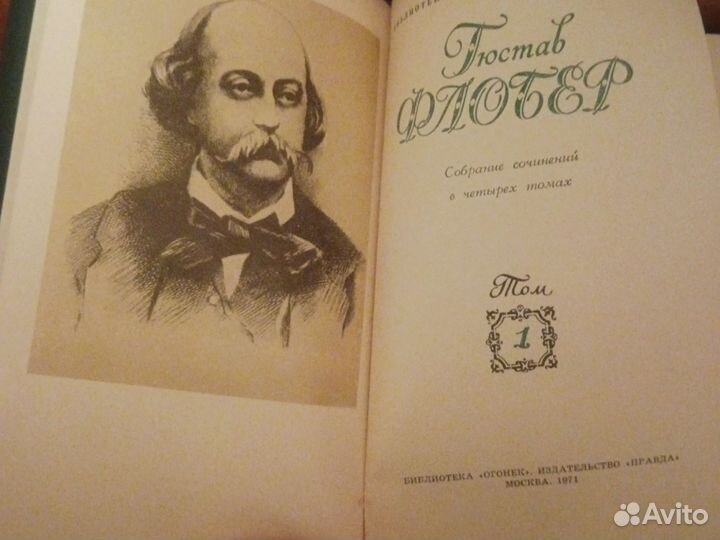 Гюстав
ФЛОБЕР
Собрание сочинений
в четырех томах
Том
1
БИБЛИОТЕКА «ОГОНЕК». ИЗДАТЕЛЬСТВО «ПРАВДА»
МОСКВА. 1971
Avito